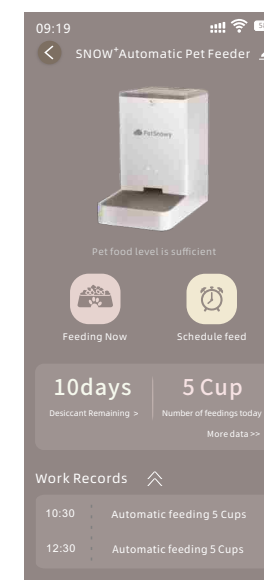 09:19
SNOW⁺Automatic Pet Feeder
PetSnowy
Pet food level is sufficient
Feeding Now
Schedule feed
10days
5 Cup
Desiccant Remaining >
Number of feedings today
More data >>
Work Records
10:30 Automatic feeding 5 Cups
12:30 Automatic feeding 5 Cups